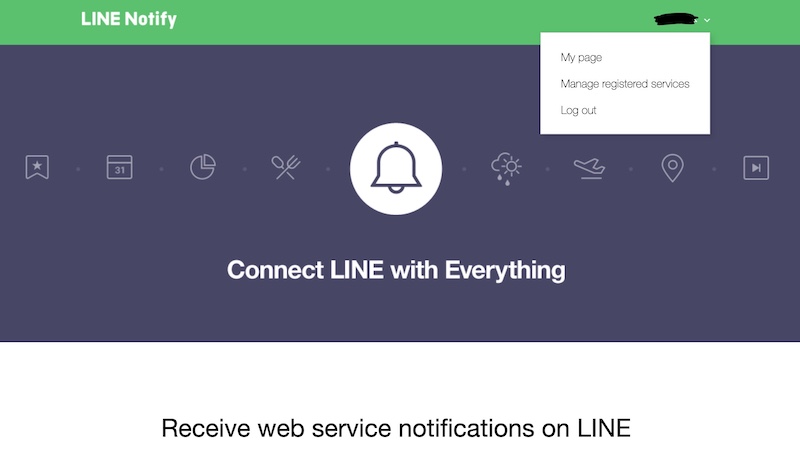 LINE Notify
My page
Manage registered services
Log out
31
Connect LINE with Everything
Receive web service notifications on LINE